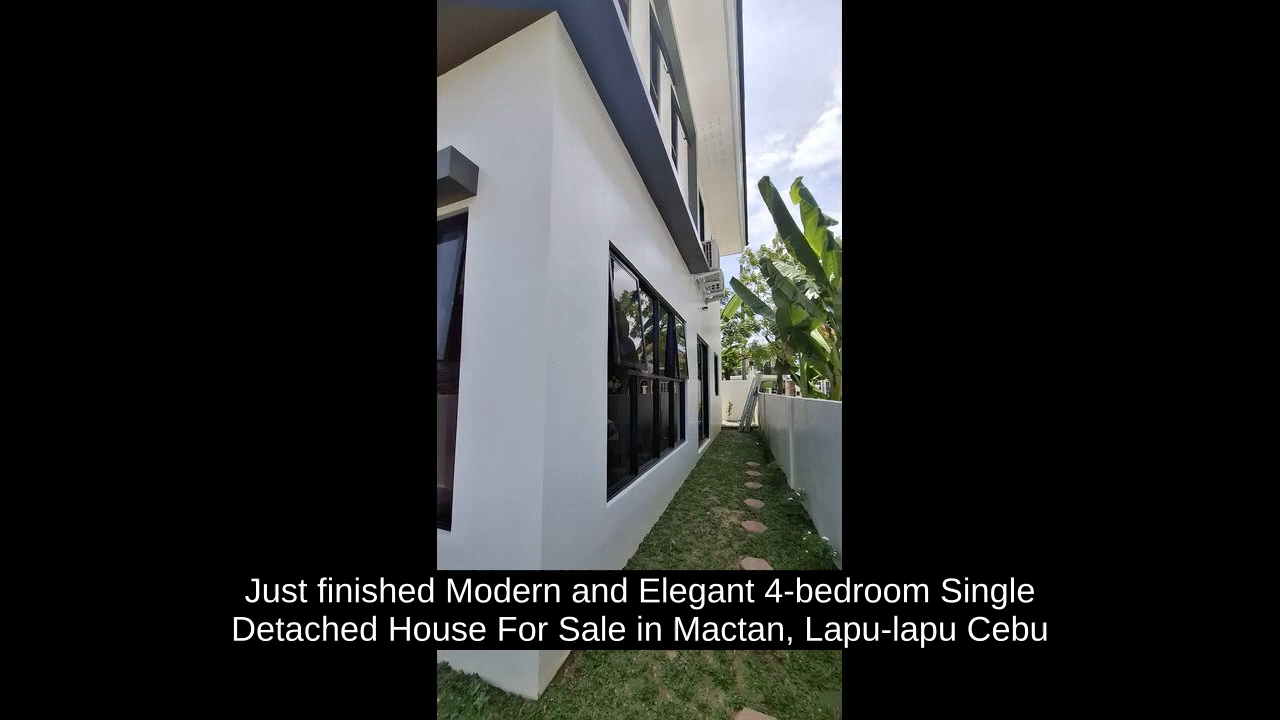 Just finished Modern and Elegant 4-bedroom Single
Detached House For Sale in Mactan, Lapu-lapu Cebu